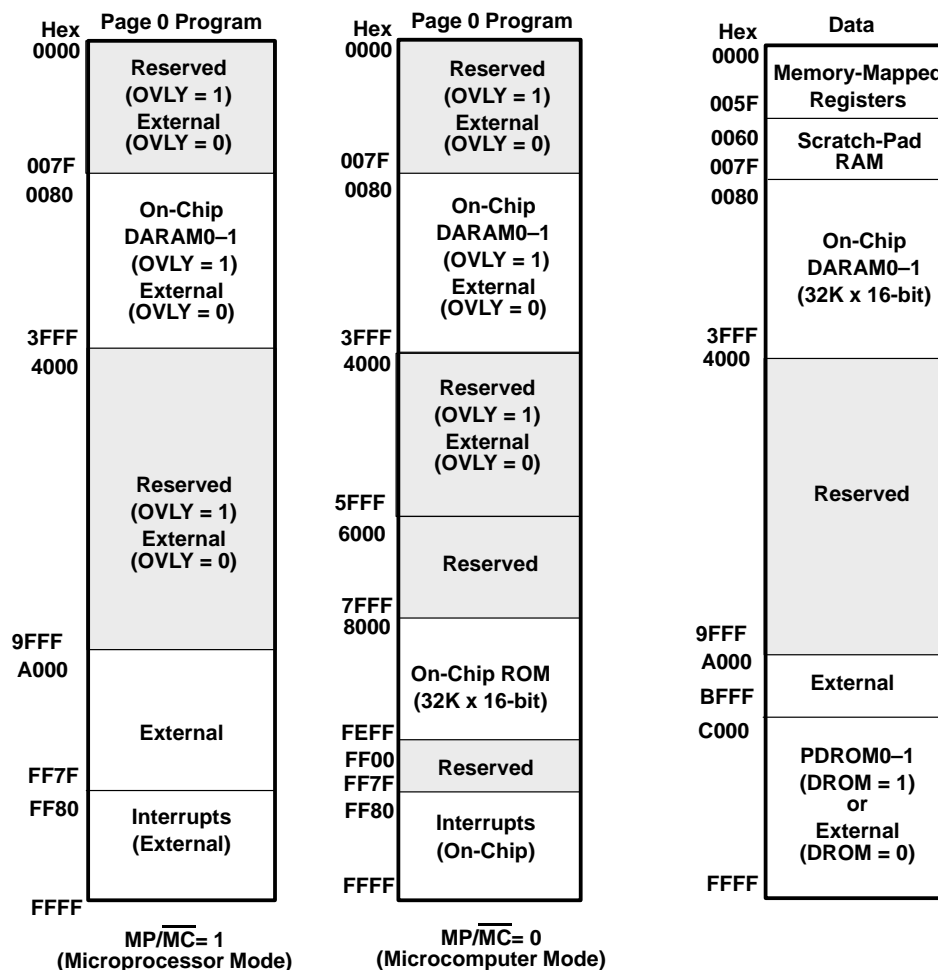 Hex
Page 0 Program
0000
Reserved
(OVLY = 1)
External
(OVLY = 0)
007F
0080
On-Chip
DARAM0–1
(OVLY = 1)
External
(OVLY = 0)
3FFF
4000
Reserved
(OVLY = 1)
External
(OVLY = 0)
9FFF
A000
External
FF7F
FF80
Interrupts
(External)
FFFF
MP/M̅C̅= 1
(Microprocessor Mode)
Hex
Page 0 Program
0000
Reserved
(OVLY = 1)
External
(OVLY = 0)
007F
0080
On-Chip
DARAM0–1
(OVLY = 1)
External
(OVLY = 0)
3FFF
4000
Reserved
(OVLY = 1)
External
(OVLY = 0)
5FFF
6000
Reserved
7FFF
8000
On-Chip ROM
(32K x 16-bit)
FEFF
FF00
Reserved
FF7F
FF80
Interrupts
(On-Chip)
FFFF
MP/M̅C̅= 0
(Microcomputer Mode)
Hex
Data
0000
Memory-Mapped
Registers
005F
0060
Scratch-Pad
RAM
007F
0080
On-Chip
DARAM0–1
(32K x 16-bit)
3FFF
4000
Reserved
9FFF
A000
External
BFFF
C000
PDROM0–1
(DROM = 1)
or
External
(DROM = 0)
FFFF